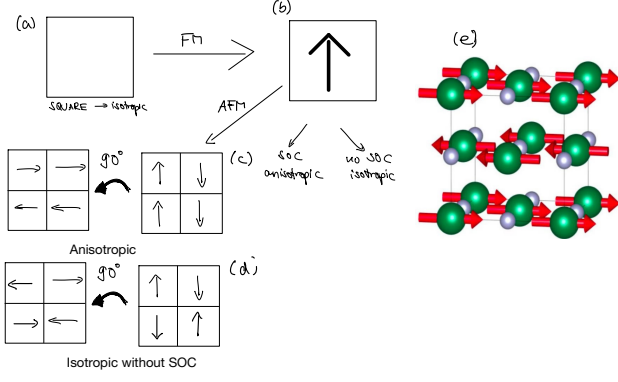 (a)
FM
(b)
SQUARE → isotropic
AFM
SOC
anisotropic
no SOC
isotropic
(e)
90°
(c)
Anisotropic
90°
(d)
Isotropic without SOC